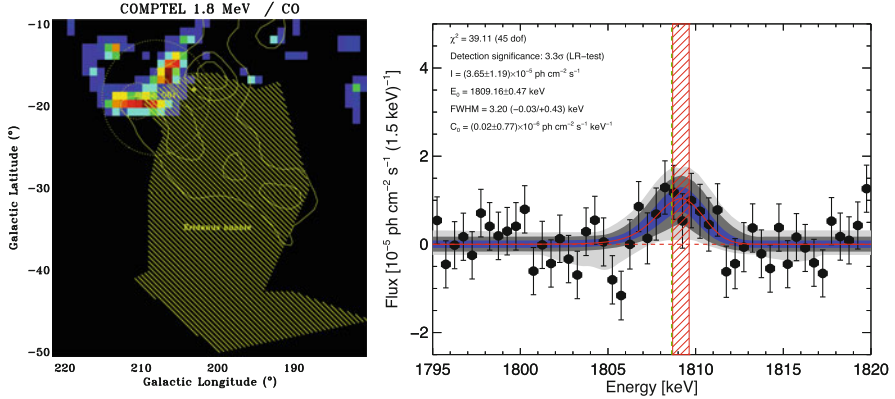 COMPTEL 1.8 MeV / CO
-10
-20
-30
-40
-50
Galactic Latitude (°)
Eridanus bubble
220
210
200
190
Galactic Longitude (°)
χ² = 39.11 (45 dof)
Detection significance: 3.3σ (LR-test)
I = (3.65±1.19)×10⁻⁵ ph cm⁻² s⁻¹
E₀ = 1809.16±0.47 keV
FWHM = 3.20 (-0.03/+0.43) keV
C₀ = (0.02±0.77)×10⁻⁶ ph cm⁻² s⁻¹ keV⁻¹
Flux [10⁻⁵ ph cm⁻² s⁻¹ (1.5 keV)⁻¹]
4
2
0
-2
1795
1800
1805
1810
1815
1820
Energy [keV]